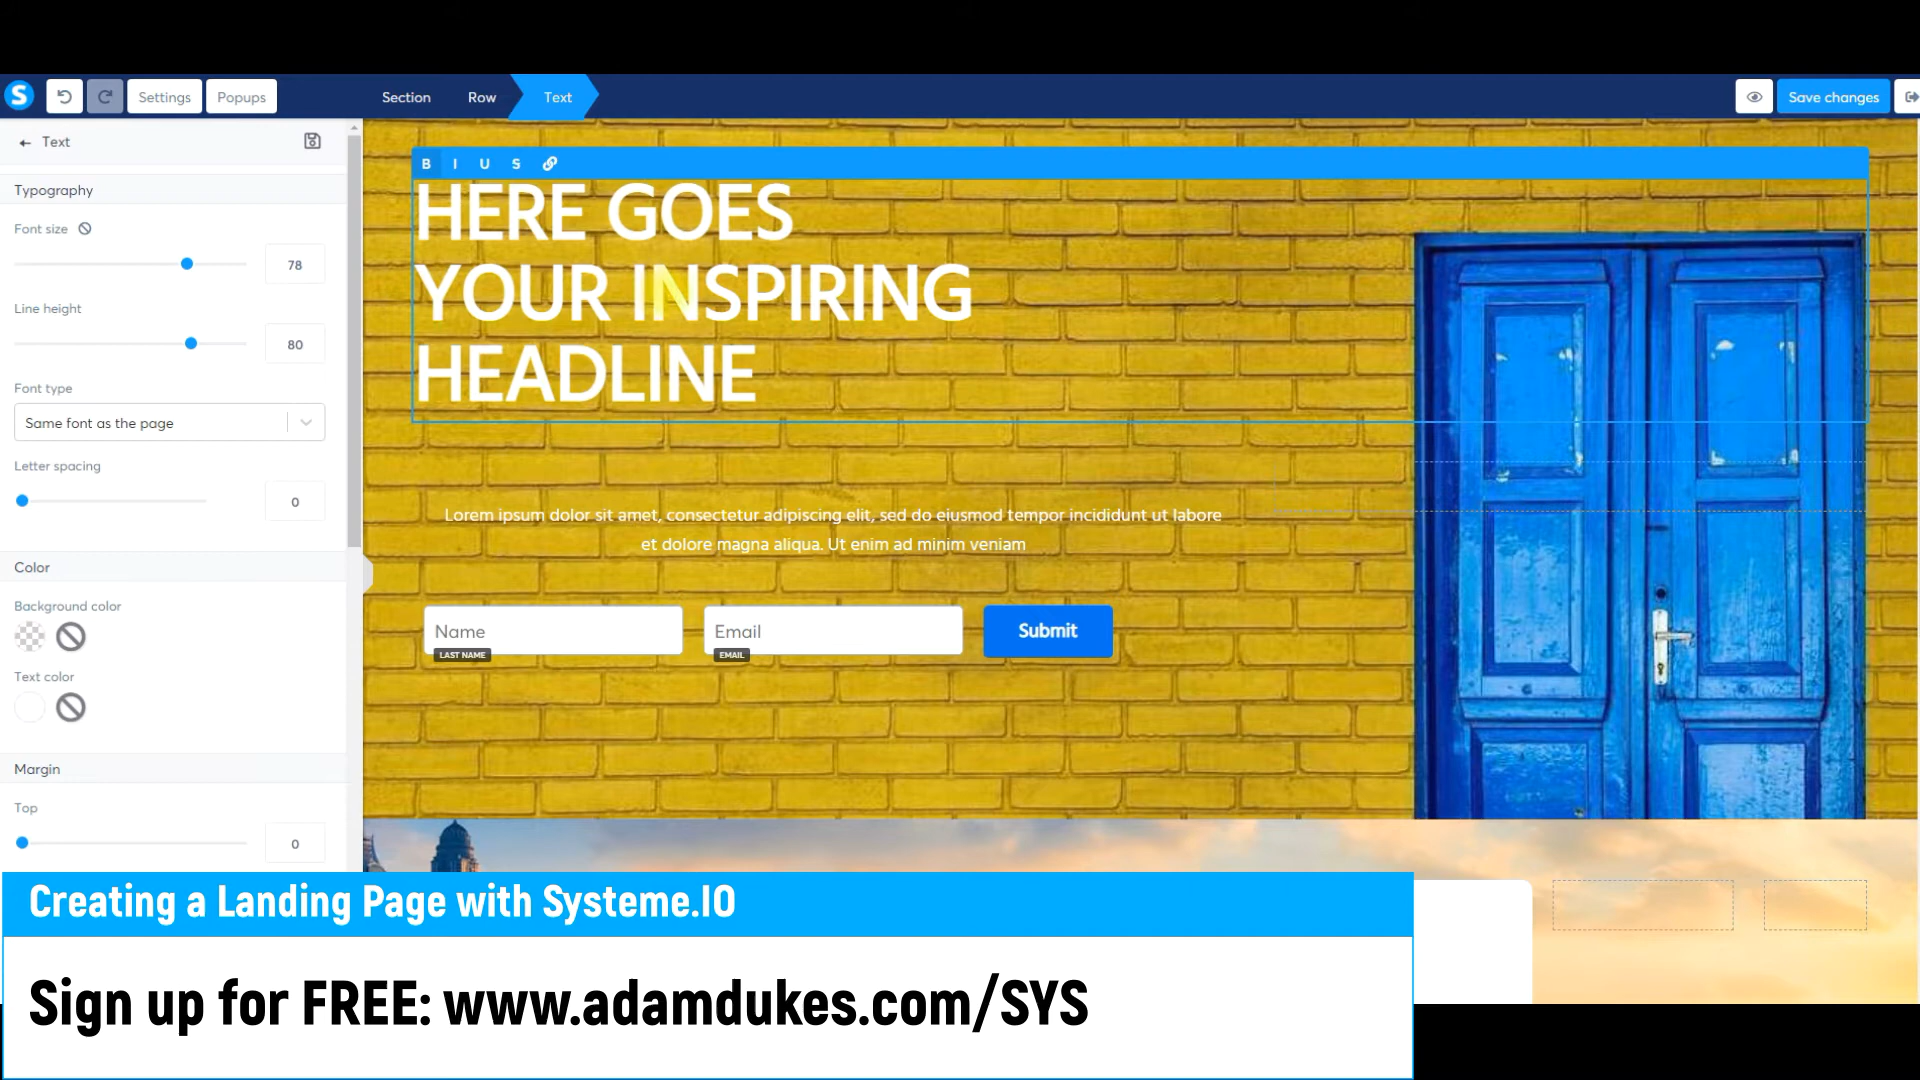 S
Settings
Popups
Section
Row
Text
Save changes
Text
Typography
Font size
78
Line height
80
Font type
Same font as the page
Letter spacing
0
Color
Background color
Text color
Margin
Top
0
B I U S
HERE GOES
YOUR INSPIRING
HEADLINE
Lorem ipsum dolor sit amet, consectetur adipiscing elit, sed do eiusmod tempor incididunt ut labore
et dolore magna aliqua. Ut enim ad minim veniam
Name
LAST NAME
Email
EMAIL
Submit
Creating a Landing Page with Systeme.IO
Sign up for FREE: www.adamdukes.com/SYS